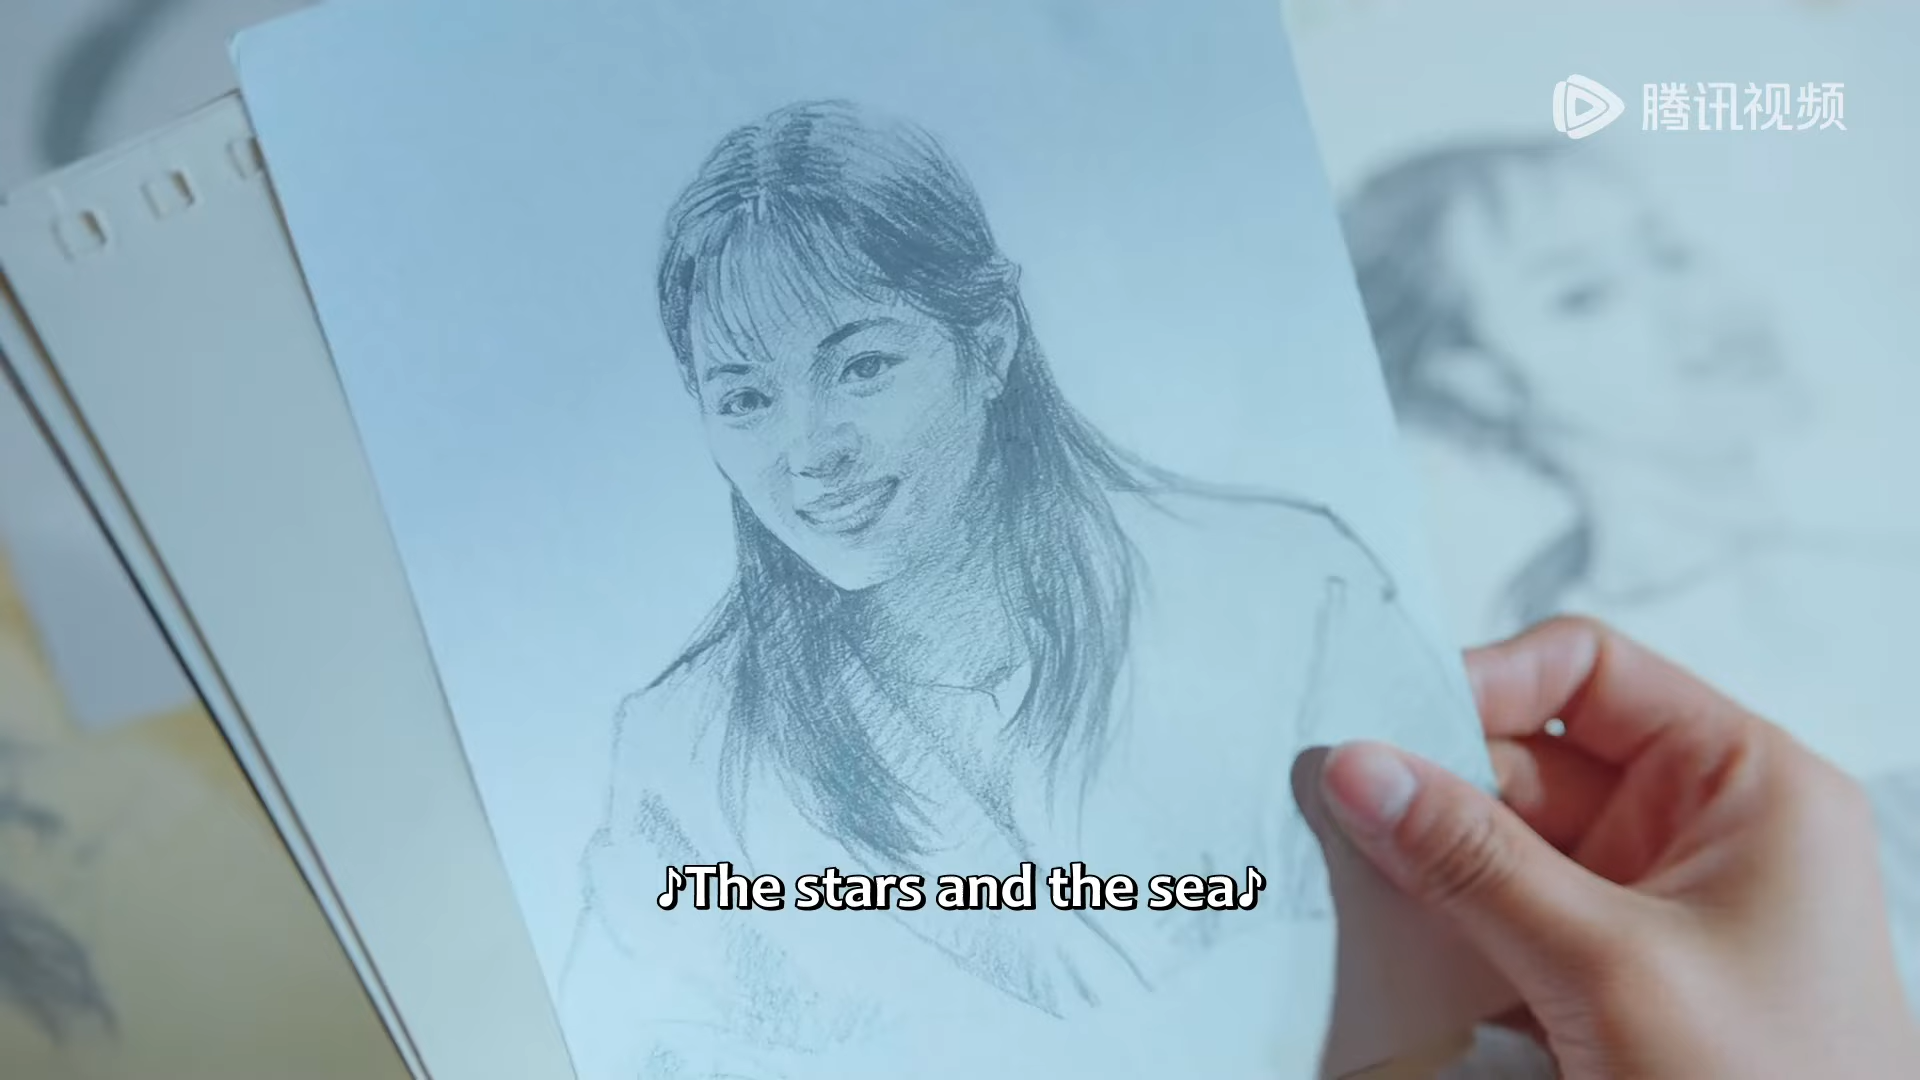 腾讯视频
♪The stars and the sea♪